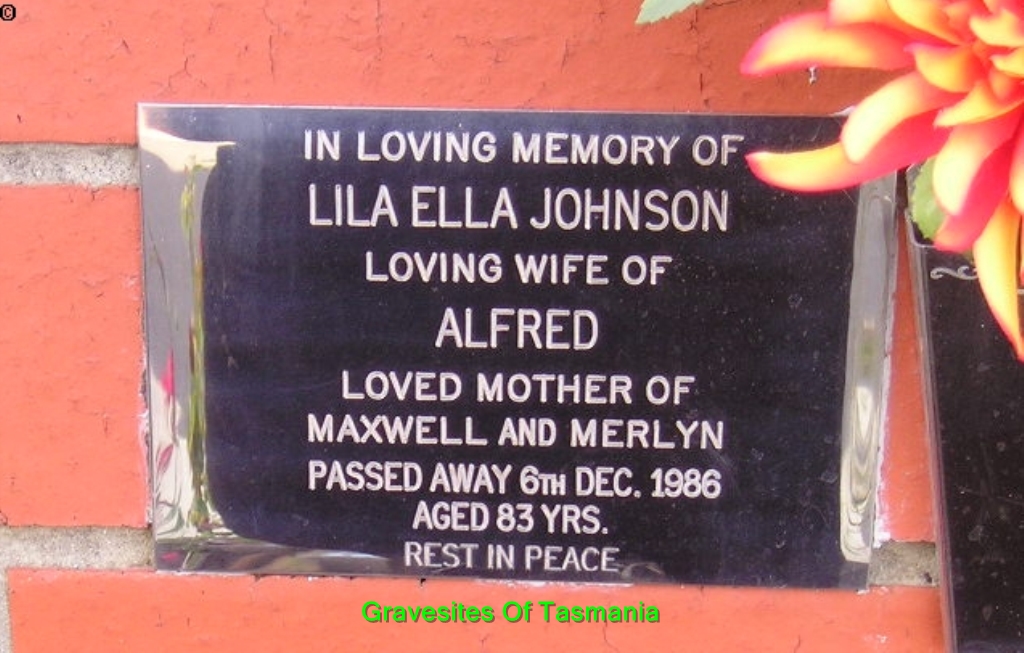 ©
IN LOVING MEMORY OF
LILA ELLA JOHNSON
LOVING WIFE OF
ALFRED
LOVED MOTHER OF
MAXWELL AND MERLYN
PASSED AWAY 6TH DEC. 1986
AGED 83 YRS.
REST IN PEACE
Gravesites Of Tasmania